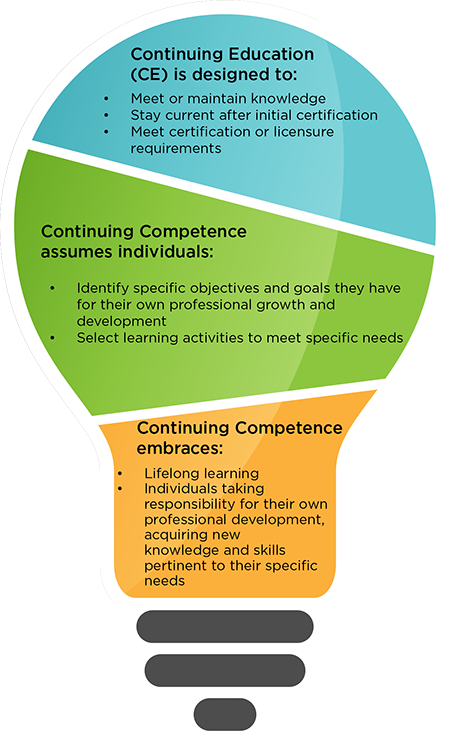 Continuing Education
(CE) is designed to:
• Meet or maintain knowledge
• Stay current after initial certification
• Meet certification or licensure
requirements
Continuing Competence
assumes individuals:
• Identify specific objectives and goals they have
for their own professional growth and
development
• Select learning activities to meet specific needs
Continuing Competence
embraces:
• Lifelong learning
• Individuals taking
responsibility for their own
professional development,
acquiring new
knowledge and skills
pertinent to their specific
needs